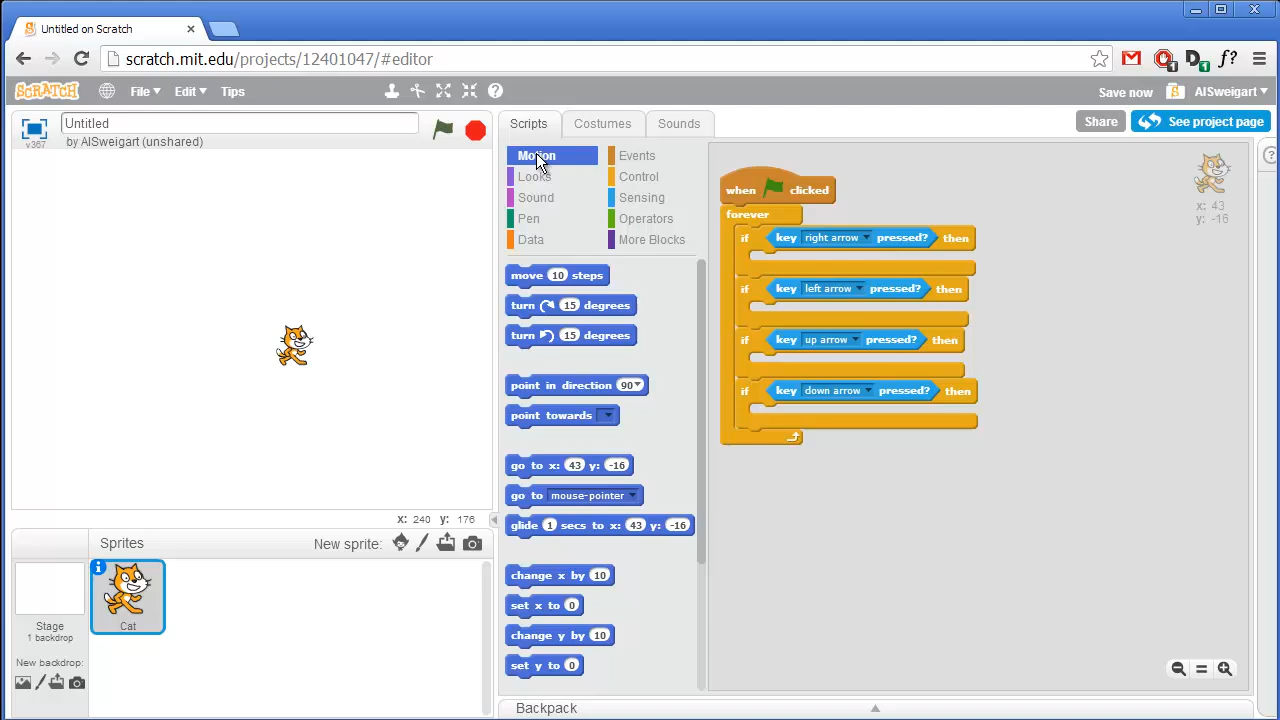 Untitled on Scratch
scratch.mit.edu/projects/12401047/#editor
1
D
1
f?
SCRATCH
File
Edit
Tips
Save now
AlSweigart
v367
Untitled
by AlSweigart (unshared)
Scripts
Costumes
Sounds
Share
See project page
Motion
Looks
Sound
Pen
Data
Events
Control
Sensing
Operators
More Blocks
move 10 steps
turn 15 degrees
turn 15 degrees
point in direction 90
point towards
go to x: 43 y: -16
go to mouse-pointer
glide 1 secs to x: 43 y: -16
change x by 10
set x to 0
change y by 10
set y to 0
when clicked
forever
if key right arrow pressed? then
if key left arrow pressed? then
if key up arrow pressed? then
if key down arrow pressed? then
x: 43
y: -16
x: 240 y: 176
Sprites
New sprite:
Stage
1 backdrop
New backdrop:
Cat
Backpack